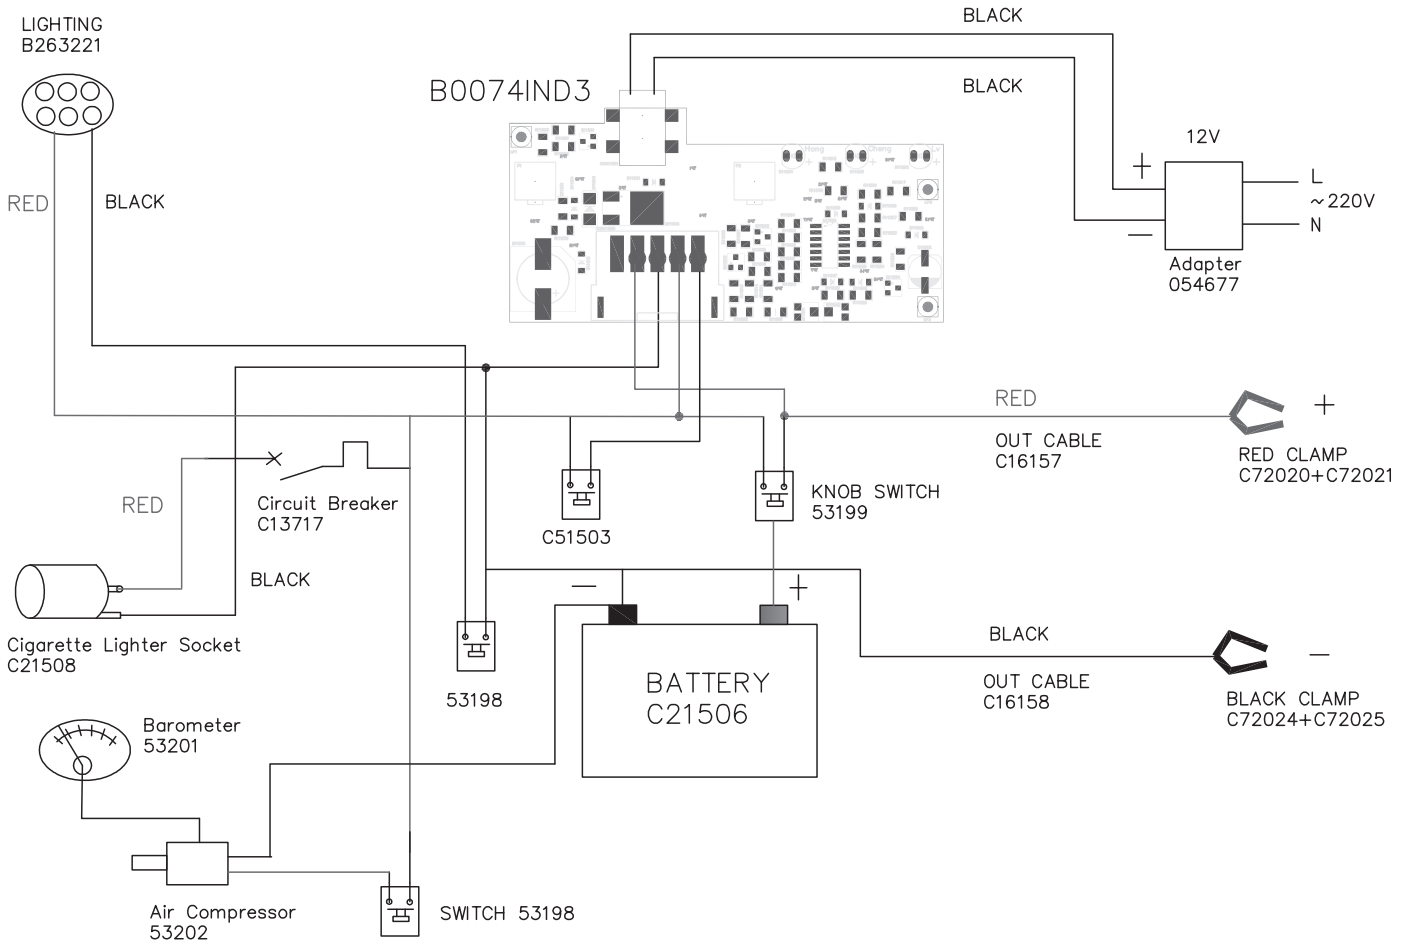 LIGHTING
B263221
BLACK
BLACK
B0074IND3
12V
+
L
~220V
N
—
Adapter
054677
RED
BLACK
RED
OUT CABLE
C16157
+
RED CLAMP
C72020+C72021
KNOB SWITCH
53199
RED
Circuit Breaker
C13717
C51503
BLACK
—
+
Cigarette Lighter Socket
C21508
53198
BATTERY
C21506
BLACK
OUT CABLE
C16158
—
BLACK CLAMP
C72024+C72025
Barometer
53201
Air Compressor
53202
SWITCH 53198